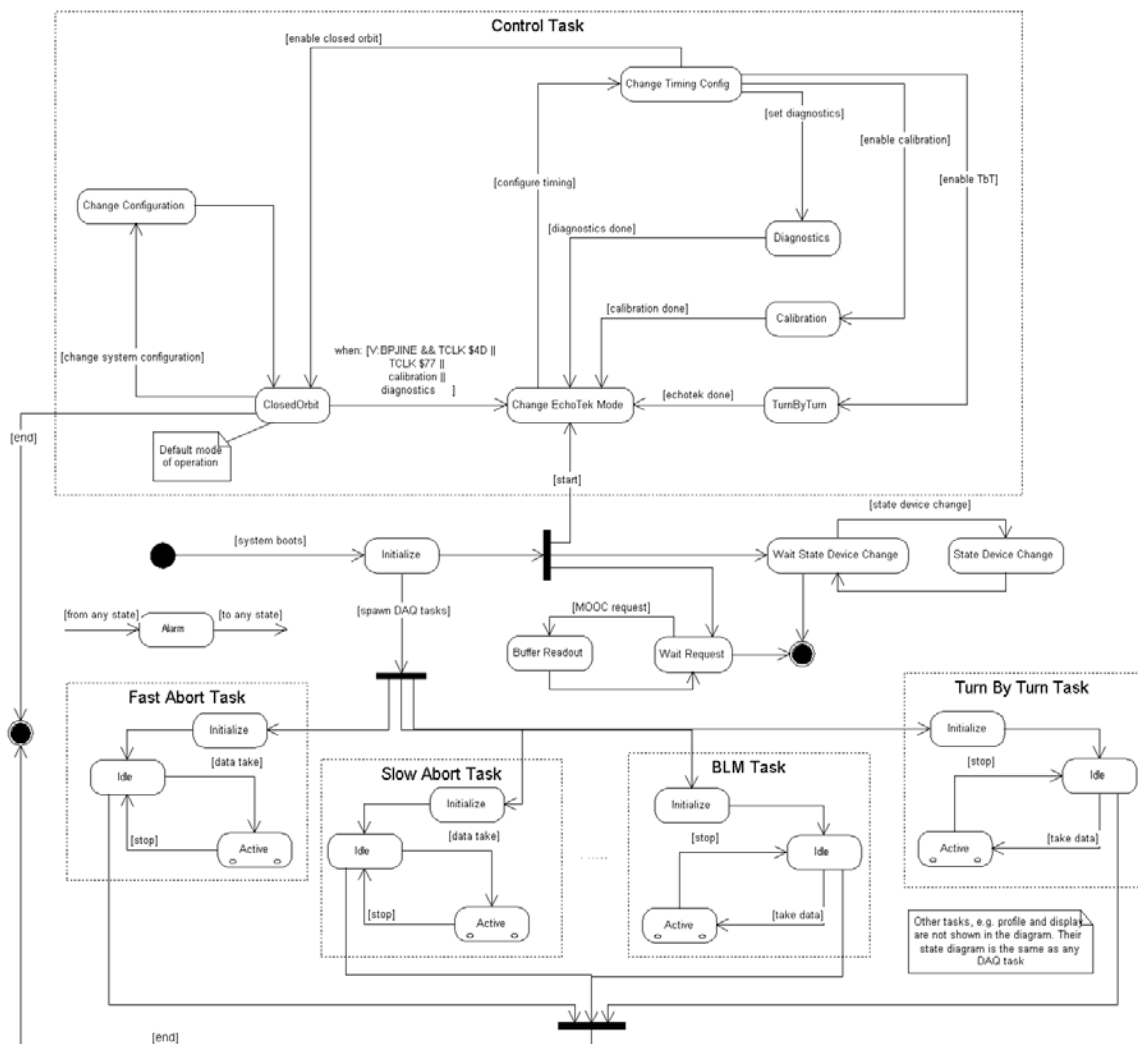 Control Task
[enable closed orbit]
Change Timing Config
[set diagnostics]
[enable calibration]
[configure timing]
[enable TbT]
Change Configuration
[diagnostics done]
Diagnostics
[calibration done]
Calibration
[change system configuration]
when: [V:BPJINE && TCLK $4D ||
TCLK $77 ||
calibration ||
diagnostics ]
ClosedOrbit
Change EchoTek Mode
[echotek done]
TurnByTurn
[end]
Default mode
of operation
[start]
[state device change]
[system boots]
Initialize
Wait State Device Change
State Device Change
[spawn DAQ tasks]
[from any state]
Alarm
[to any state]
[MOOC request]
Buffer Readout
Wait Request
Fast Abort Task
Initialize
[data take]
Idle
[stop]
Active
Slow Abort Task
Initialize
[data take]
Idle
[stop]
Active
......
BLM Task
Initialize
[stop]
Idle
[take data]
Active
Turn By Turn Task
Initialize
[stop]
Idle
[take data]
Active
Other tasks, e.g. profile and display
are not shown in the diagram. Their
state diagram is the same as any
DAQ task
[end]